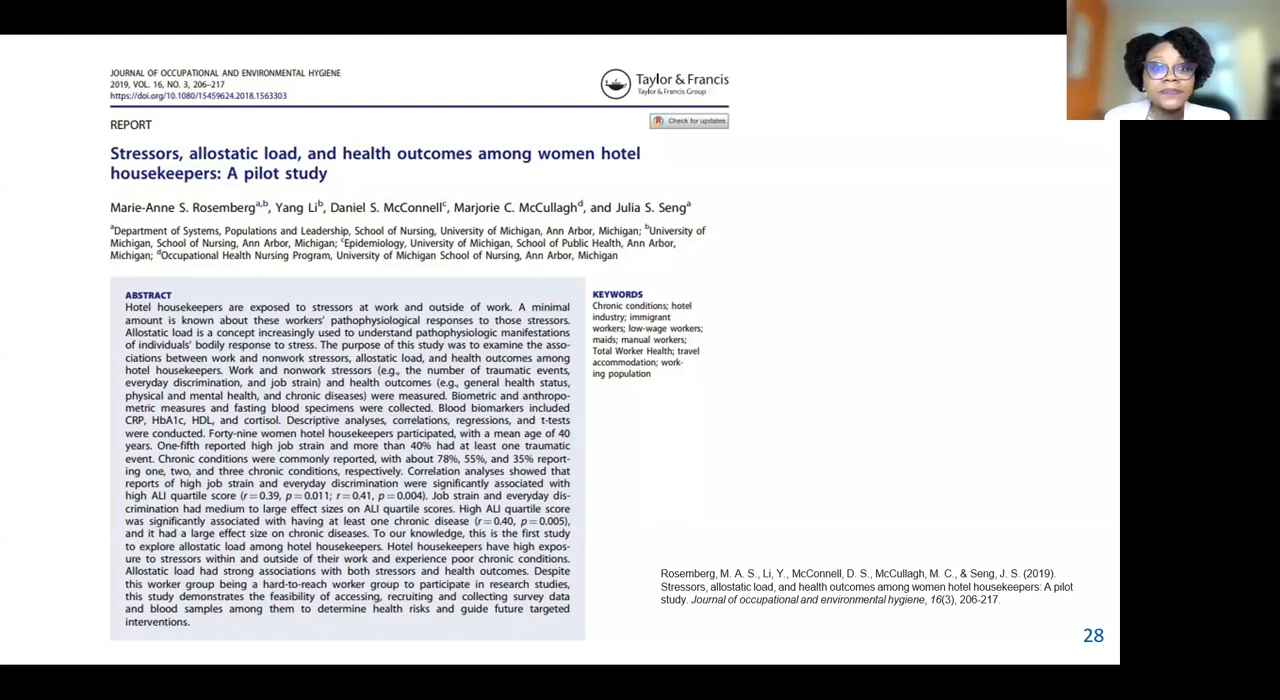 JOURNAL OF OCCUPATIONAL AND ENVIRONMENTAL HYGIENE
2019, VOL. 16, NO. 3, 206–217
https://doi.org/10.1080/15459624.2018.1563303
Taylor & Francis
Taylor & Francis Group
Check for updates
REPORT
Stressors, allostatic load, and health outcomes among women hotel
housekeepers: A pilot study
Marie-Anne S. Rosemberga,b, Yang Lib, Daniel S. McConnellc, Marjorie C. McCullaghd, and Julia S. Senga
aDepartment of Systems, Populations and Leadership, School of Nursing, University of Michigan, Ann Arbor, Michigan; bUniversity of
Michigan, School of Nursing, Ann Arbor, Michigan; cEpidemiology, University of Michigan, School of Public Health, Ann Arbor,
Michigan; dOccupational Health Nursing Program, University of Michigan School of Nursing, Ann Arbor, Michigan
ABSTRACT
Hotel housekeepers are exposed to stressors at work and outside of work. A minimal
amount is known about these workers' pathophysiological responses to those stressors.
Allostatic load is a concept increasingly used to understand pathophysiologic manifestations
of individuals' bodily response to stress. The purpose of this study was to examine the asso-
ciations between work and nonwork stressors, allostatic load, and health outcomes among
hotel housekeepers. Work and nonwork stressors (e.g., the number of traumatic events,
everyday discrimination, and job strain) and health outcomes (e.g., general health status,
physical and mental health, and chronic diseases) were measured. Biometric and anthropo-
metric measures and fasting blood specimens were collected. Blood biomarkers included
CRP, HbA1c, HDL, and cortisol. Descriptive analyses, correlations, regressions, and t-tests
were conducted. Forty-nine women hotel housekeepers participated, with a mean age of 40
years. One-fifth reported high job strain and more than 40% had at least one traumatic
event. Chronic conditions were commonly reported, with about 78%, 55%, and 35% report-
ing one, two, and three chronic conditions, respectively. Correlation analyses showed that
reports of high job strain and everyday discrimination were significantly associated with
high ALI quartile score (r = 0.39, p = 0.011; r = 0.41, p = 0.004). Job strain and everyday dis-
crimination had medium to large effect sizes on ALI quartile scores. High ALI quartile score
was significantly associated with having at least one chronic disease (r = 0.40, p = 0.005),
and it had a large effect size on chronic diseases. To our knowledge, this is the first study
to explore allostatic load among hotel housekeepers. Hotel housekeepers have high expos-
ure to stressors within and outside of their work and experience poor chronic conditions.
Allostatic load had strong associations with both stressors and health outcomes. Despite
this worker group being a hard-to-reach worker group to participate in research studies,
this study demonstrates the feasibility of accessing, recruiting and collecting survey data
and blood samples among them to determine health risks and guide future targeted
interventions.
KEYWORDS
Chronic conditions; hotel
industry; immigrant
workers; low-wage workers;
maids; manual workers;
Total Worker Health; travel
accommodation; work-
ing population
Rosemberg, M. A. S., Li, Y., McConnell, D. S., McCullagh, M. C., & Seng, J. S. (2019).
Stressors, allostatic load, and health outcomes among women hotel housekeepers: A pilot
study. Journal of occupational and environmental hygiene, 16(3), 206-217.
28